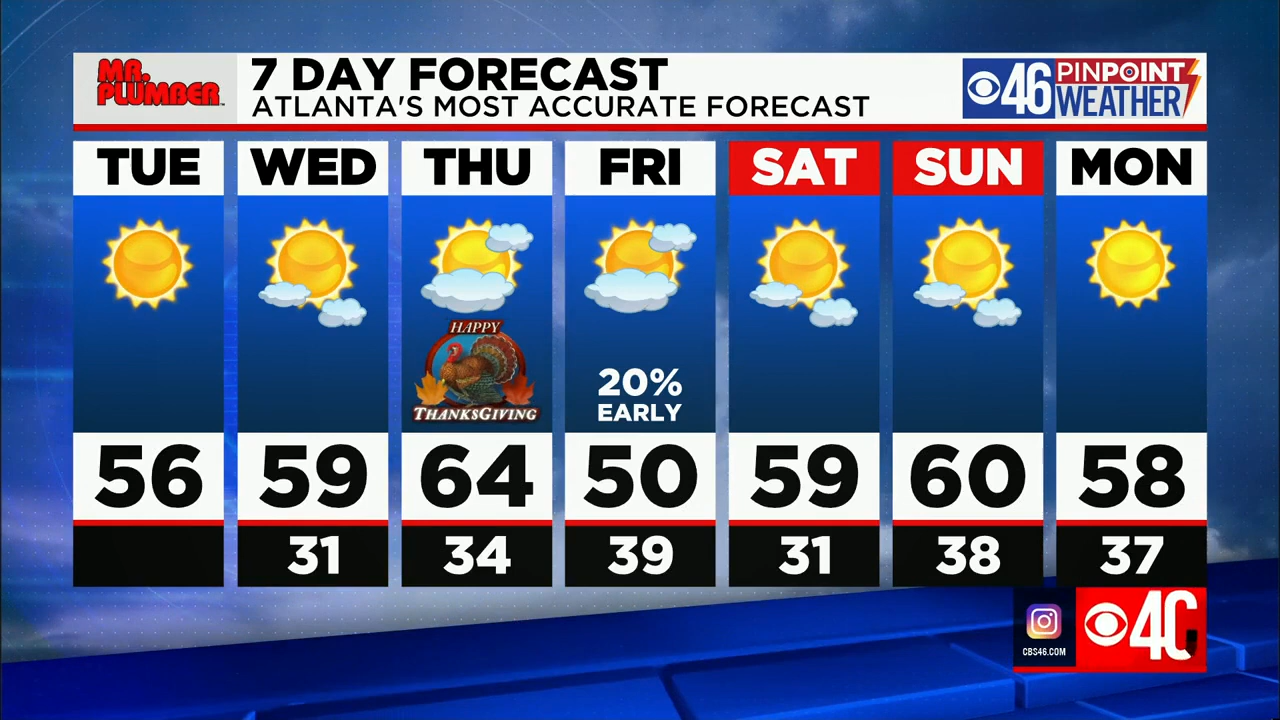 MR. PLUMBER
7 DAY FORECAST
ATLANTA'S MOST ACCURATE FORECAST
46 PINPOINT WEATHER
TUE WED THU FRI SAT SUN MON
HAPPY
THANKSGIVING
20%
EARLY
56 59 64 50 59 60 58
31 34 39 31 38 37
CBS46.COM